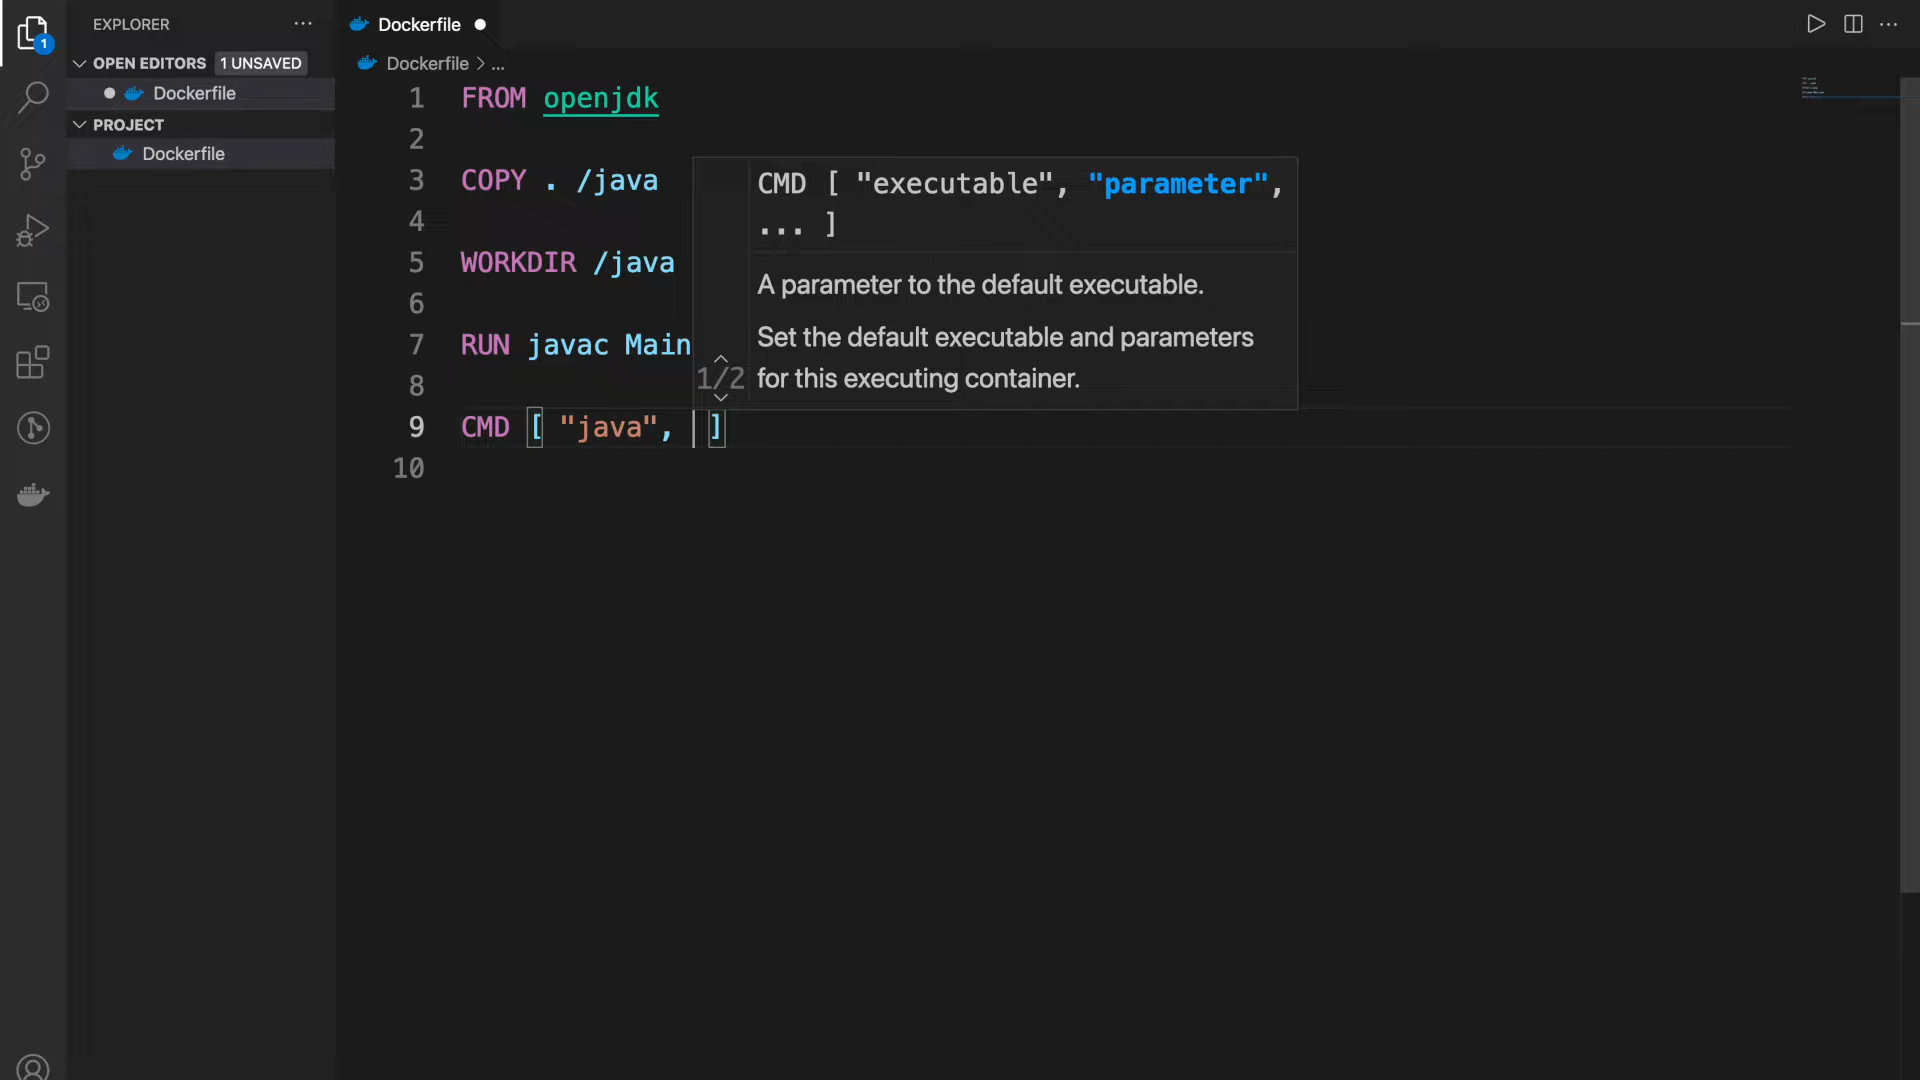 EXPLORER
...
OPEN EDITORS 1 UNSAVED
Dockerfile
PROJECT
Dockerfile
1
Dockerfile
Dockerfile > ...
1 FROM openjdk
2
3 COPY . /java
4
5 WORKDIR /java
6
7 RUN javac Main
8
9 CMD [ "java", ]
10
CMD [ "executable", "parameter",
... ]
A parameter to the default executable.
Set the default executable and parameters
1/2 for this executing container.